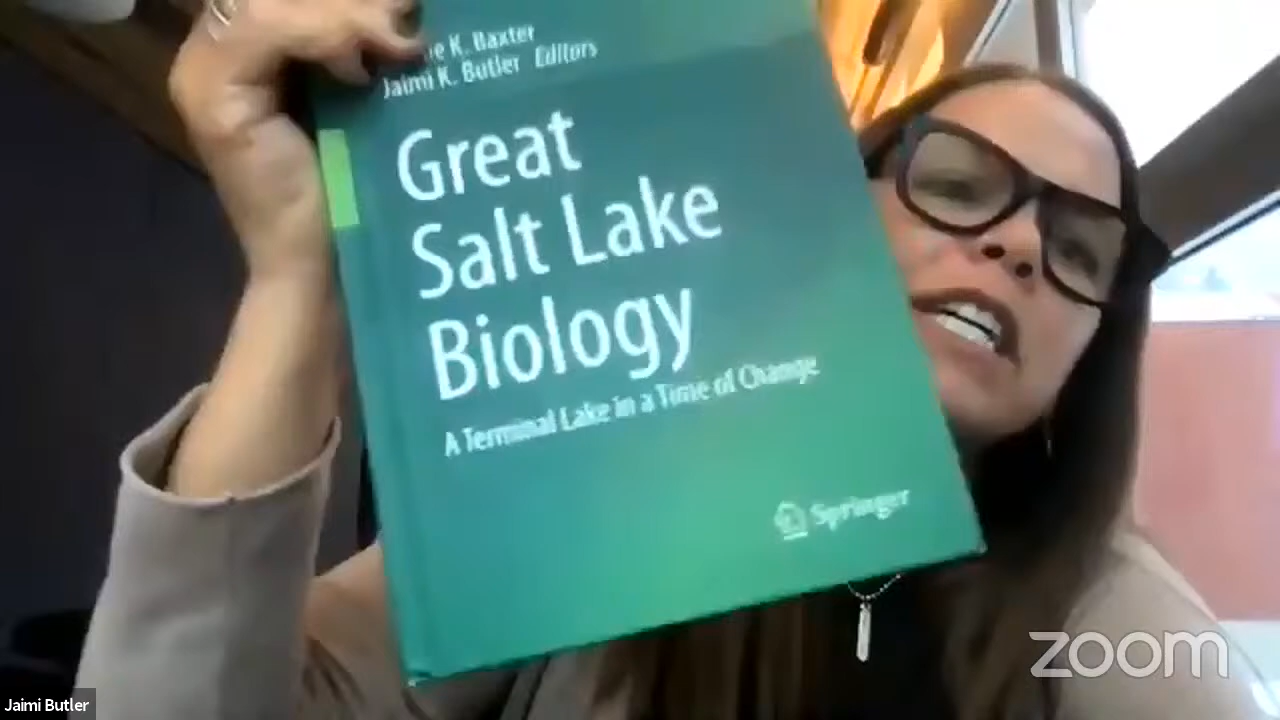 K. Baxter
Jaimi K. Butler Editors
Great
Salt Lake
Biology
A Terminal Lake in a Time of Change
Springer
zoom
Jaimi Butler